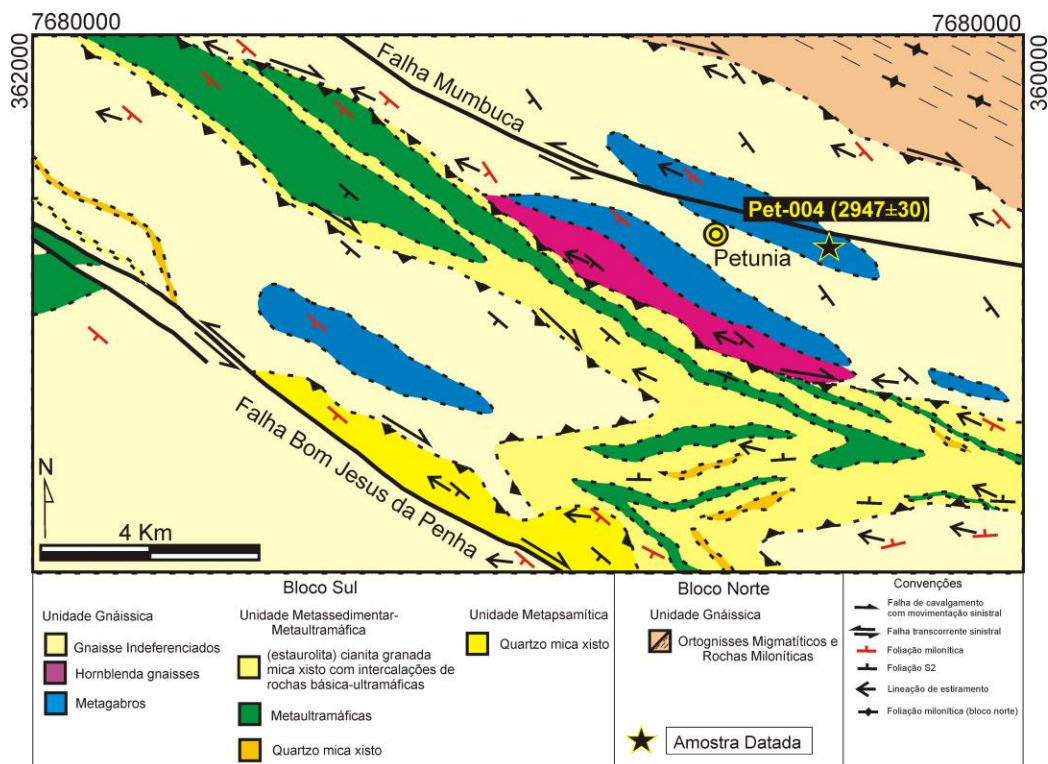 7680000
7680000
362000
360000
Falha Mumbuca
Pet-004 (2947±30)
Petunia
Falha Bom Jesus da Penha
N
4 Km
Bloco Sul
Unidade Gnáissica
Gnaisse Indeferenciados
Hornblenda gnaisses
Metagabros
Unidade Metassedimentar-
Metaultramáfica
(estaurolita) cianita granada
mica xisto com intercalações de
rochas básica-ultramáficas
Metaultramáficas
Quartzo mica xisto
Unidade Metapsamítica
Quartzo mica xisto
Bloco Norte
Unidade Gnáissica
Ortognisses Migmatíticos e
Rochas Miloníticas
Amostra Datada
Convenções
Falha de cavalgamento
com movimentação sinistral
Falha transcorrente sinistral
Foliação milonítica
Foliação S2
Lineação de estiramento
Foliação milonítica (bloco norte)